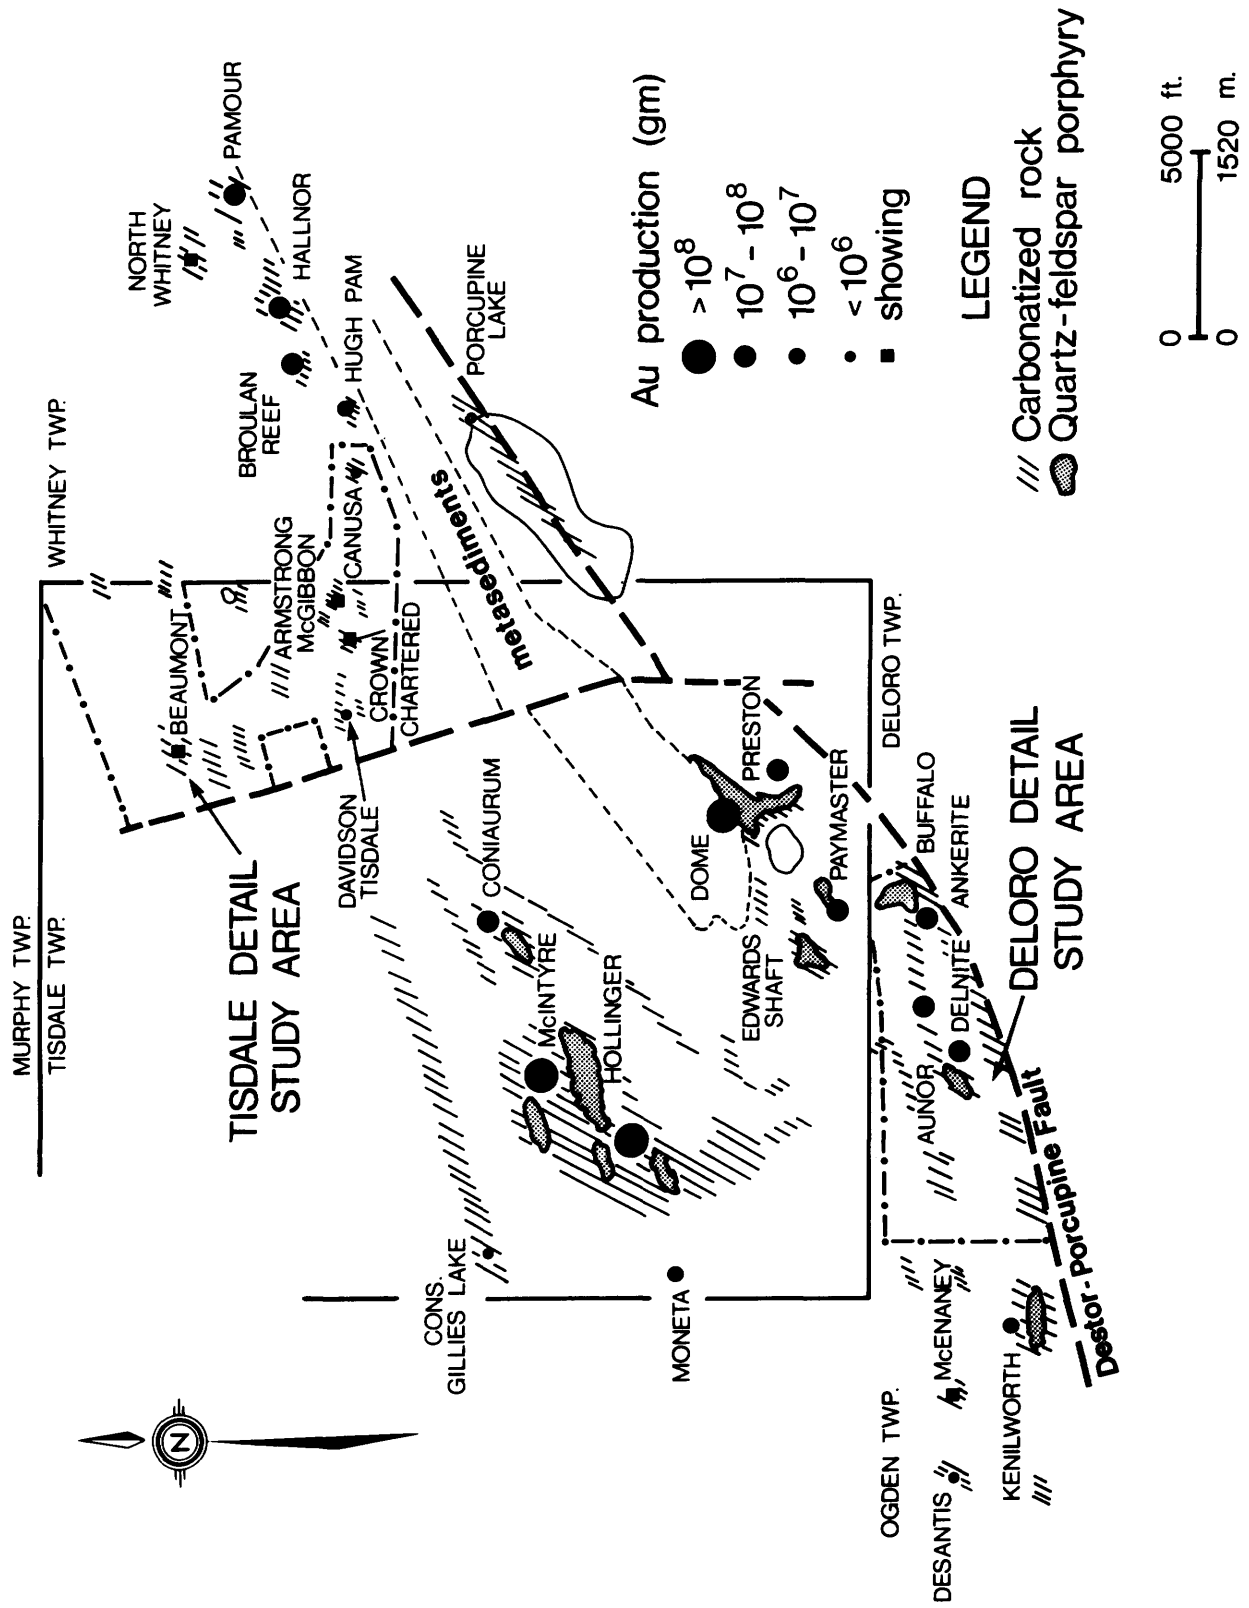 MURPHY TWP.
TISDALE TWP.
WHITNEY TWP.
NORTH
WHITNEY
PAMOUR
HALLNOR
BROULAN
REEF
HUGH PAM
PORCUPINE
LAKE
BEAUMONT
ARMSTRONG
McGIBBON
CANUSA
CROWN
CHARTERED
DAVIDSON
TISDALE
TISDALE DETAIL
STUDY AREA
metasediments
CONIAURUM
McINTYRE
HOLLINGER
CONS.
GILLIES LAKE
MONETA
DOME
PRESTON
PAYMASTER
EDWARDS
SHAFT
DELORO TWP.
BUFFALO
ANKERITE
DELNITE
AUNOR
DELORO DETAIL
STUDY AREA
Destor-Porcupine Fault
OGDEN TWP.
McENANEY
DESANTIS
KENILWORTH
N
Au production (gm)
>10⁸
10⁷-10⁸
10⁶-10⁷
<10⁶
showing
LEGEND
Carbonatized rock
Quartz-feldspar porphyry
0 5000 ft.
0 1520 m.